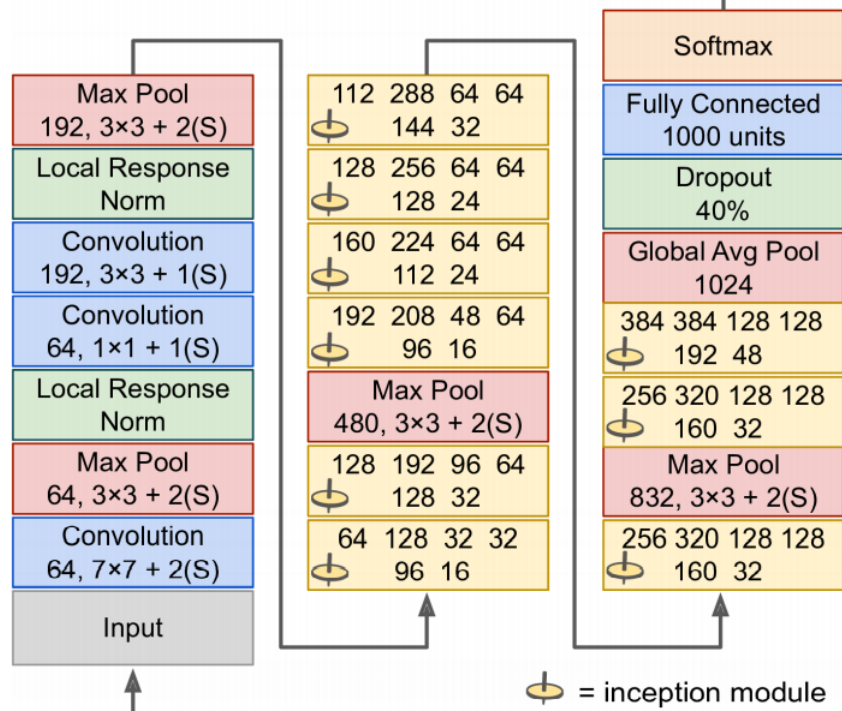 Max Pool
192, 3×3 + 2(S)
Local Response
Norm
Convolution
192, 3×3 + 1(S)
Convolution
64, 1×1 + 1(S)
Local Response
Norm
Max Pool
64, 3×3 + 2(S)
Convolution
64, 7×7 + 2(S)
Input
112 288 64 64
144 32
128 256 64 64
128 24
160 224 64 64
112 24
192 208 48 64
96 16
Max Pool
480, 3×3 + 2(S)
128 192 96 64
128 32
64 128 32 32
96 16
Softmax
Fully Connected
1000 units
Dropout
40%
Global Avg Pool
1024
384 384 128 128
192 48
256 320 128 128
160 32
Max Pool
832, 3×3 + 2(S)
256 320 128 128
160 32
= inception module